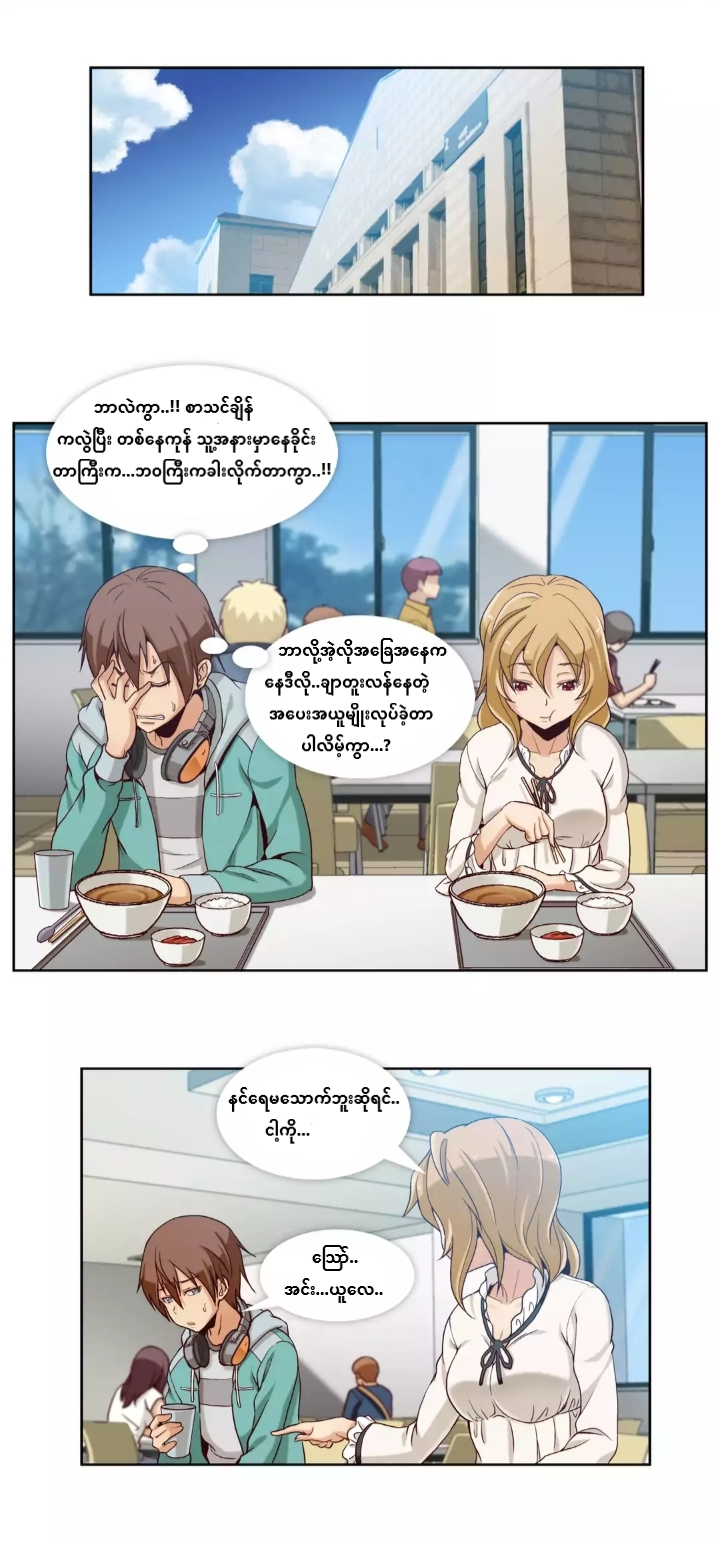 ဘာလဲကွာ..!! စာသင်ချိန်
ကလွဲပြီး တစ်နေကုန် သူ့အနားမှာနေခိုင်း
တာကြီးက...ဘဝကြီးကခါးလိုက်တာကွာ..!!
ဘာလို့အဲ့လိုအခြေအနေက
နေဒီလို..ချာတူးလန်နေတဲ့
အပေးအယူမျိုးလုပ်ခဲ့တာ
ပါလိမ့်ကွာ...?
နင်ရေမသောက်ဘူးဆိုရင်..
ငါ့ကို...
ဪ..
အင်း...ယူလေ..